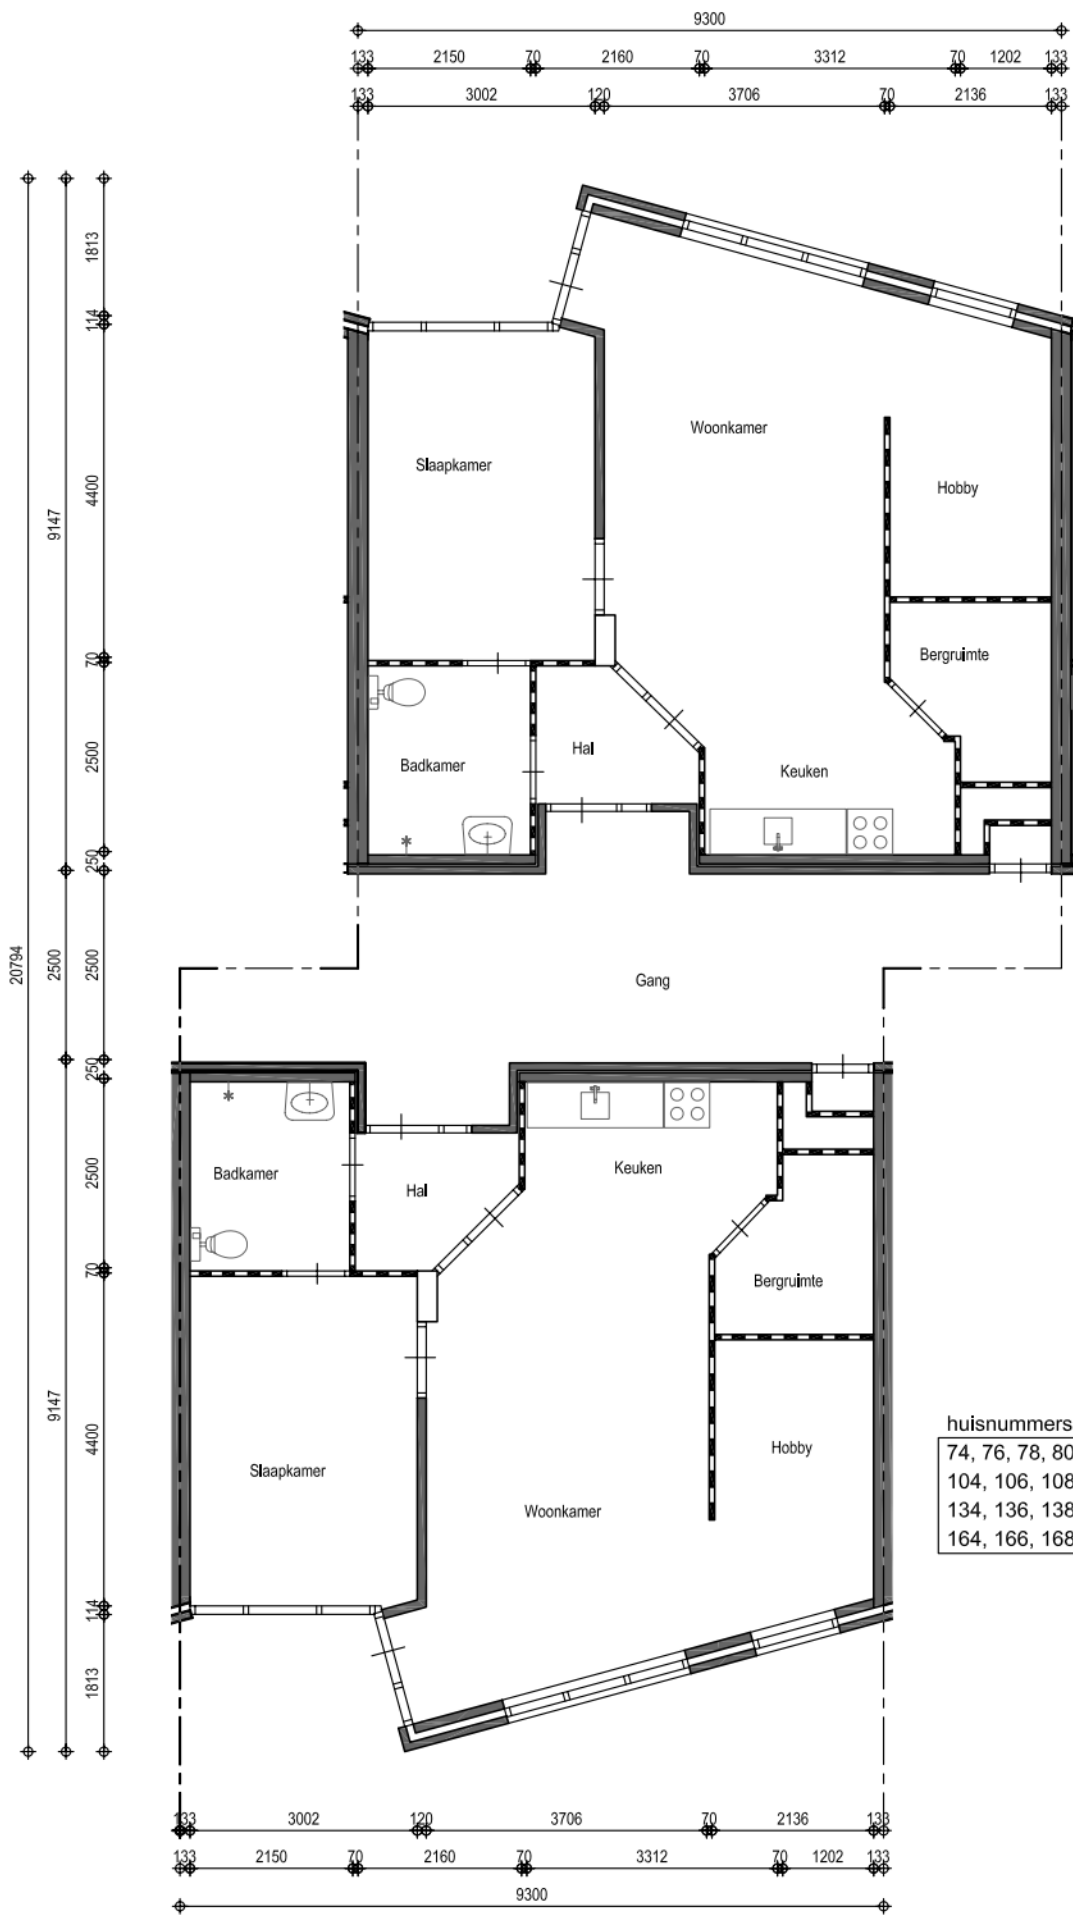 9300
133 2150 70 2160 70 3312 70 1202 133
133 3002 120 3706 70 2136 133
1813
114
4400
9147
70
2500
250
20794
2500
2500
250
2500
70
9147
4400
114
1813
Woonkamer
Slaapkamer
Hobby
Bergruimte
Hal
Badkamer
Keuken
Gang
Keuken
Badkamer
Hal
Bergruimte
Hobby
Slaapkamer
Woonkamer
huisnummers
74, 76, 78, 80
104, 106, 108
134, 136, 138
164, 166, 168
133 3002 120 3706 70 2136 133
133 2150 70 2160 70 3312 70 1202 133
9300